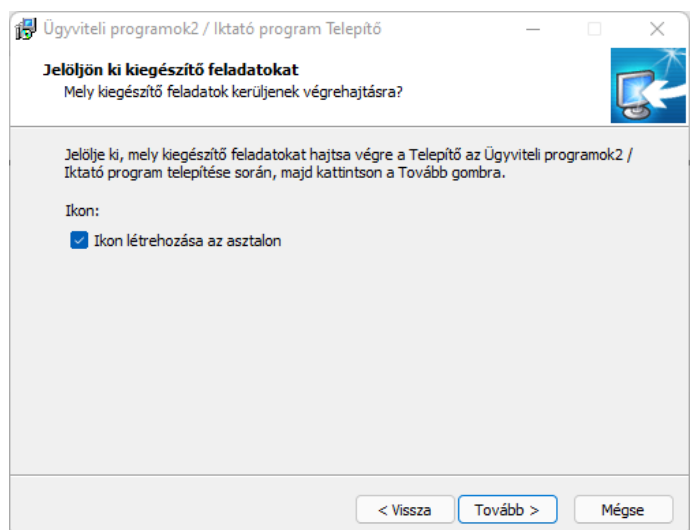 Ügyviteli programok2 / Iktató program Telepítő
Jelöljön ki kiegészítő feladatokat
Mely kiegészítő feladatok kerüljenek végrehajtásra?
Jelölje ki, mely kiegészítő feladatokat hajtsa végre a Telepítő az Ügyviteli programok2 /
Iktató program telepítése során, majd kattintson a Tovább gombra.
Ikon:
Ikon létrehozása az asztalon
< Vissza
Tovább >
Mégse